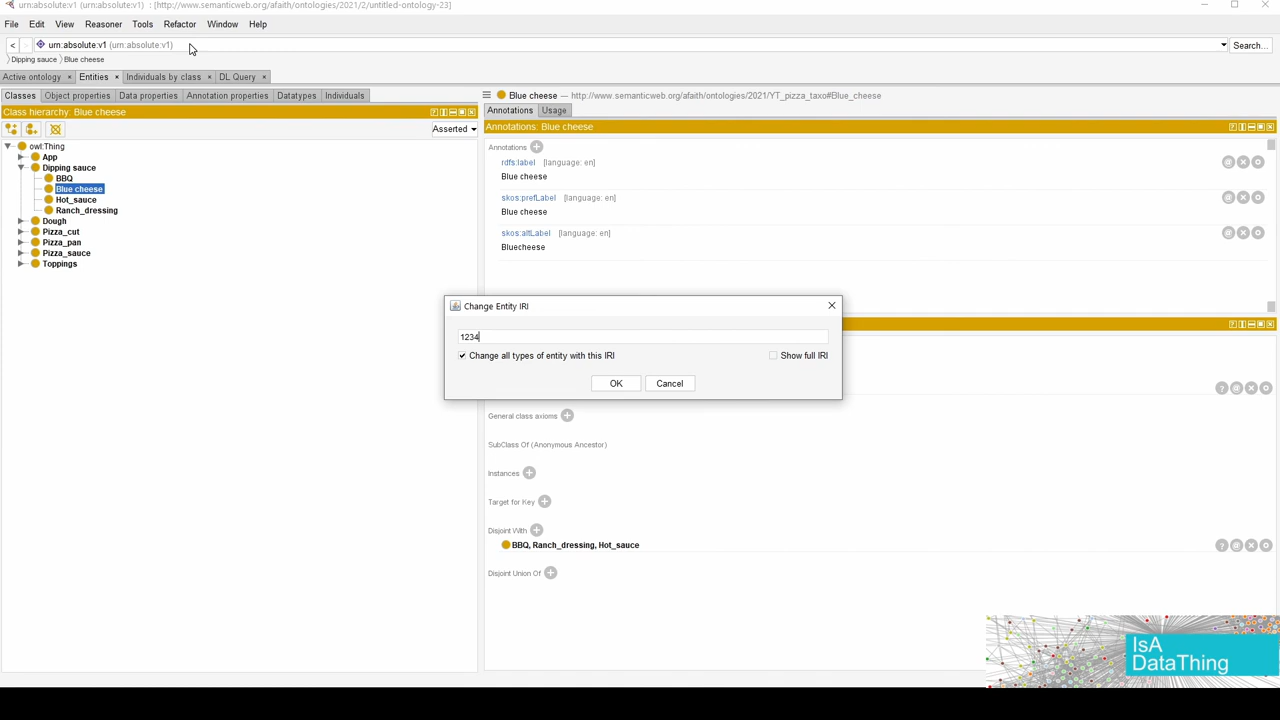 urn:absolute:v1 (urn:absolute:v1) : [http://www.semanticweb.org/afaith/ontologies/2021/2/untitled-ontology-23]
File Edit View Reasoner Tools Refactor Window Help
< > urn:absolute:v1 (urn:absolute:v1) Search...
Dipping sauce Blue cheese
Active ontology × Entities × Individuals by class × DL Query ×
Classes Object properties Data properties Annotation properties Datatypes Individuals
Class hierarchy: Blue cheese
Asserted
owl:Thing
App
Dipping sauce
BBQ
Blue cheese
Hot_sauce
Ranch_dressing
Dough
Pizza_cut
Pizza_pan
Pizza_sauce
Toppings
Blue cheese — http://www.semanticweb.org/afaith/ontologies/2021/YT_pizza_taxo#Blue_cheese
Annotations Usage
Annotations: Blue cheese
Annotations
rdfs:label [language: en]
Blue cheese
skos:prefLabel [language: en]
Blue cheese
skos:altLabel [language: en]
Bluecheese
Change Entity IRI
1234
Change all types of entity with this IRI Show full IRI
OK Cancel
General class axioms
SubClass Of (Anonymous Ancestor)
Instances
Target for Key
Disjoint With
BBQ, Ranch_dressing, Hot_sauce
Disjoint Union Of
IsA
DataThing